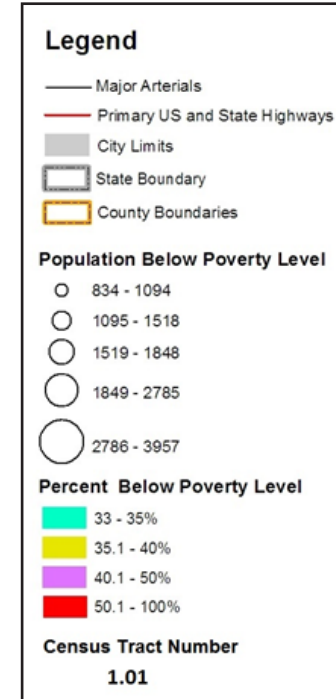 Legend
Major Arterials
Primary US and State Highways
City Limits
State Boundary
County Boundaries
Population Below Poverty Level
834 - 1094
1095 - 1518
1519 - 1848
1849 - 2785
2786 - 3957
Percent Below Poverty Level
33 - 35%
35.1 - 40%
40.1 - 50%
50.1 - 100%
Census Tract Number
1.01